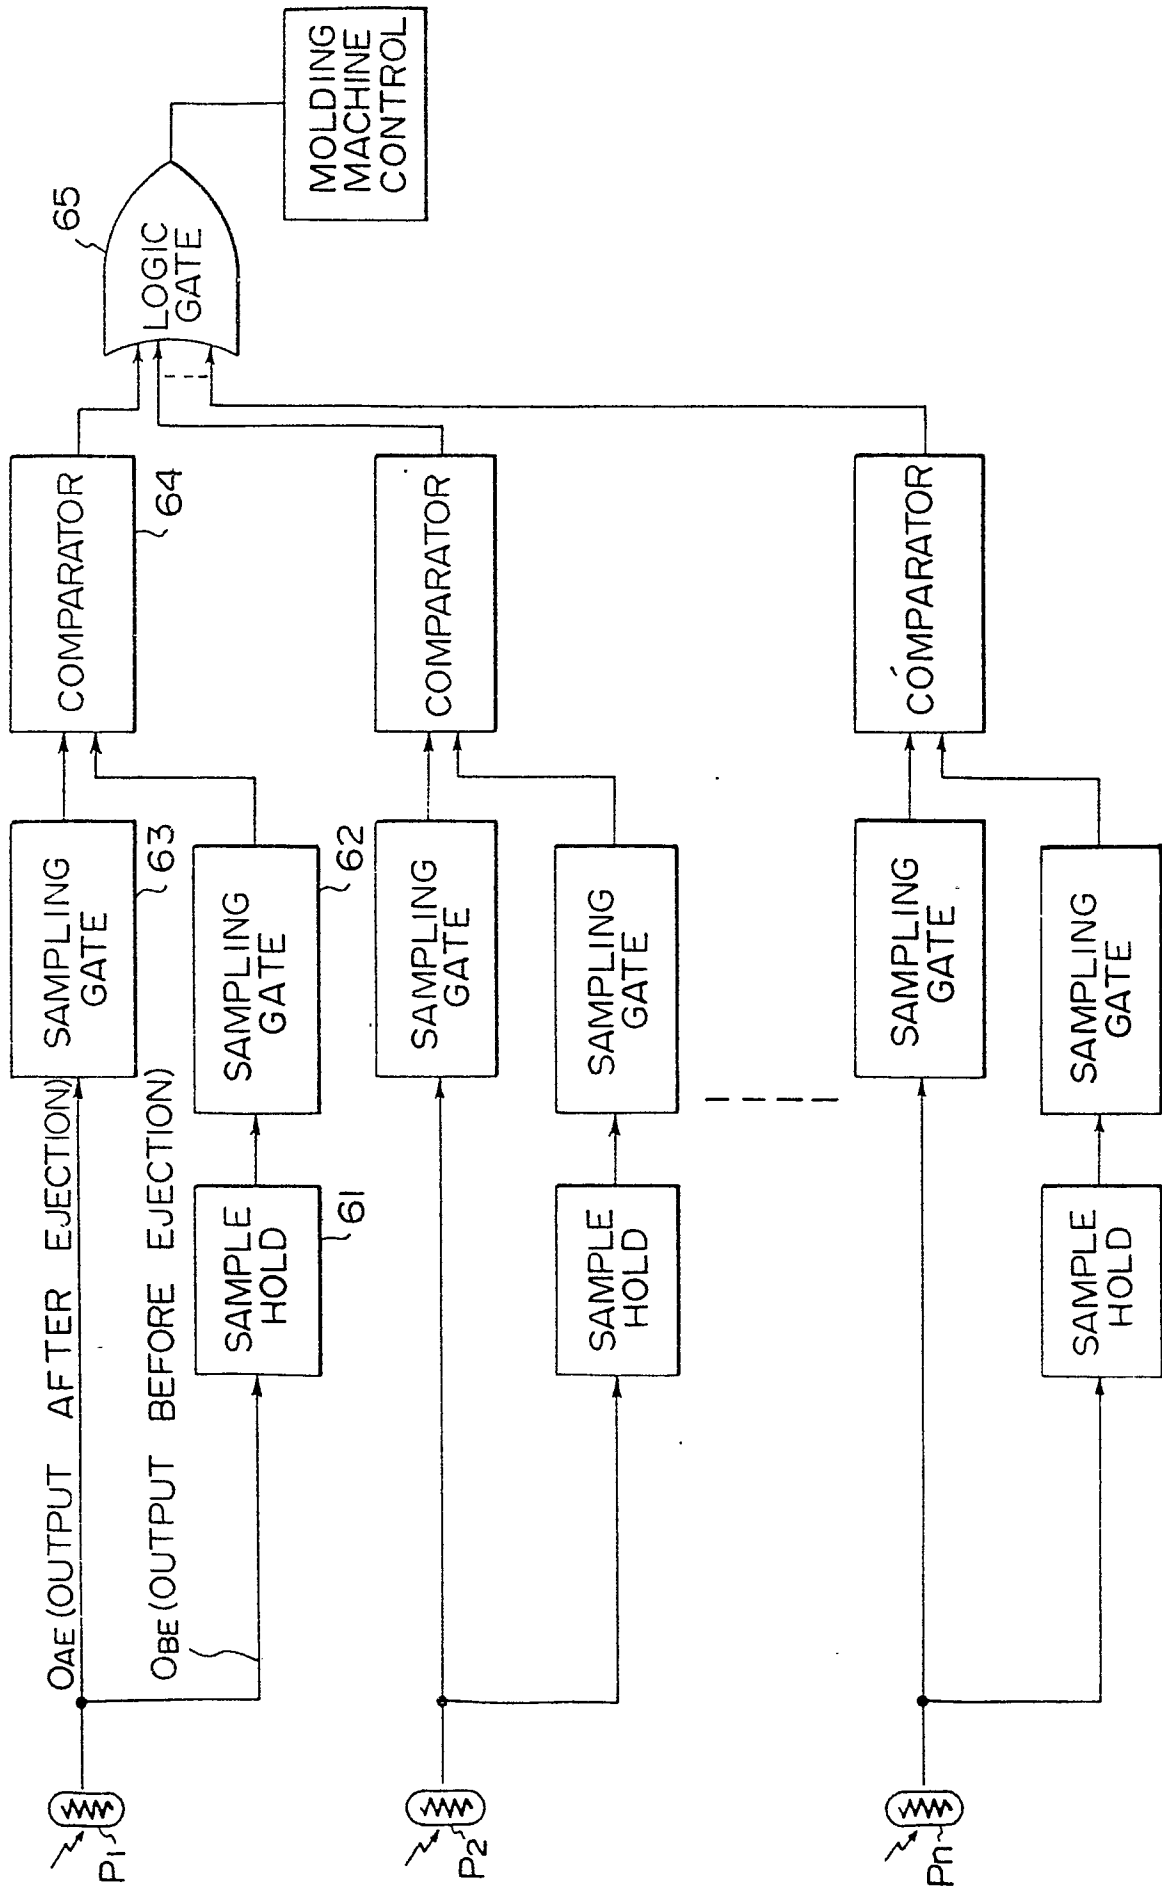 P1
OAE (OUTPUT AFTER EJECTION)
OBE (OUTPUT BEFORE EJECTION)
SAMPLE
HOLD
61
SAMPLING
GATE
63
SAMPLING
GATE
62
COMPARATOR
64
LOGIC
GATE
65
MOLDING
MACHINE
CONTROL
P2
SAMPLE
HOLD
SAMPLING
GATE
SAMPLING
GATE
COMPARATOR
Pn
SAMPLE
HOLD
SAMPLING
GATE
SAMPLING
GATE
COMPARATOR